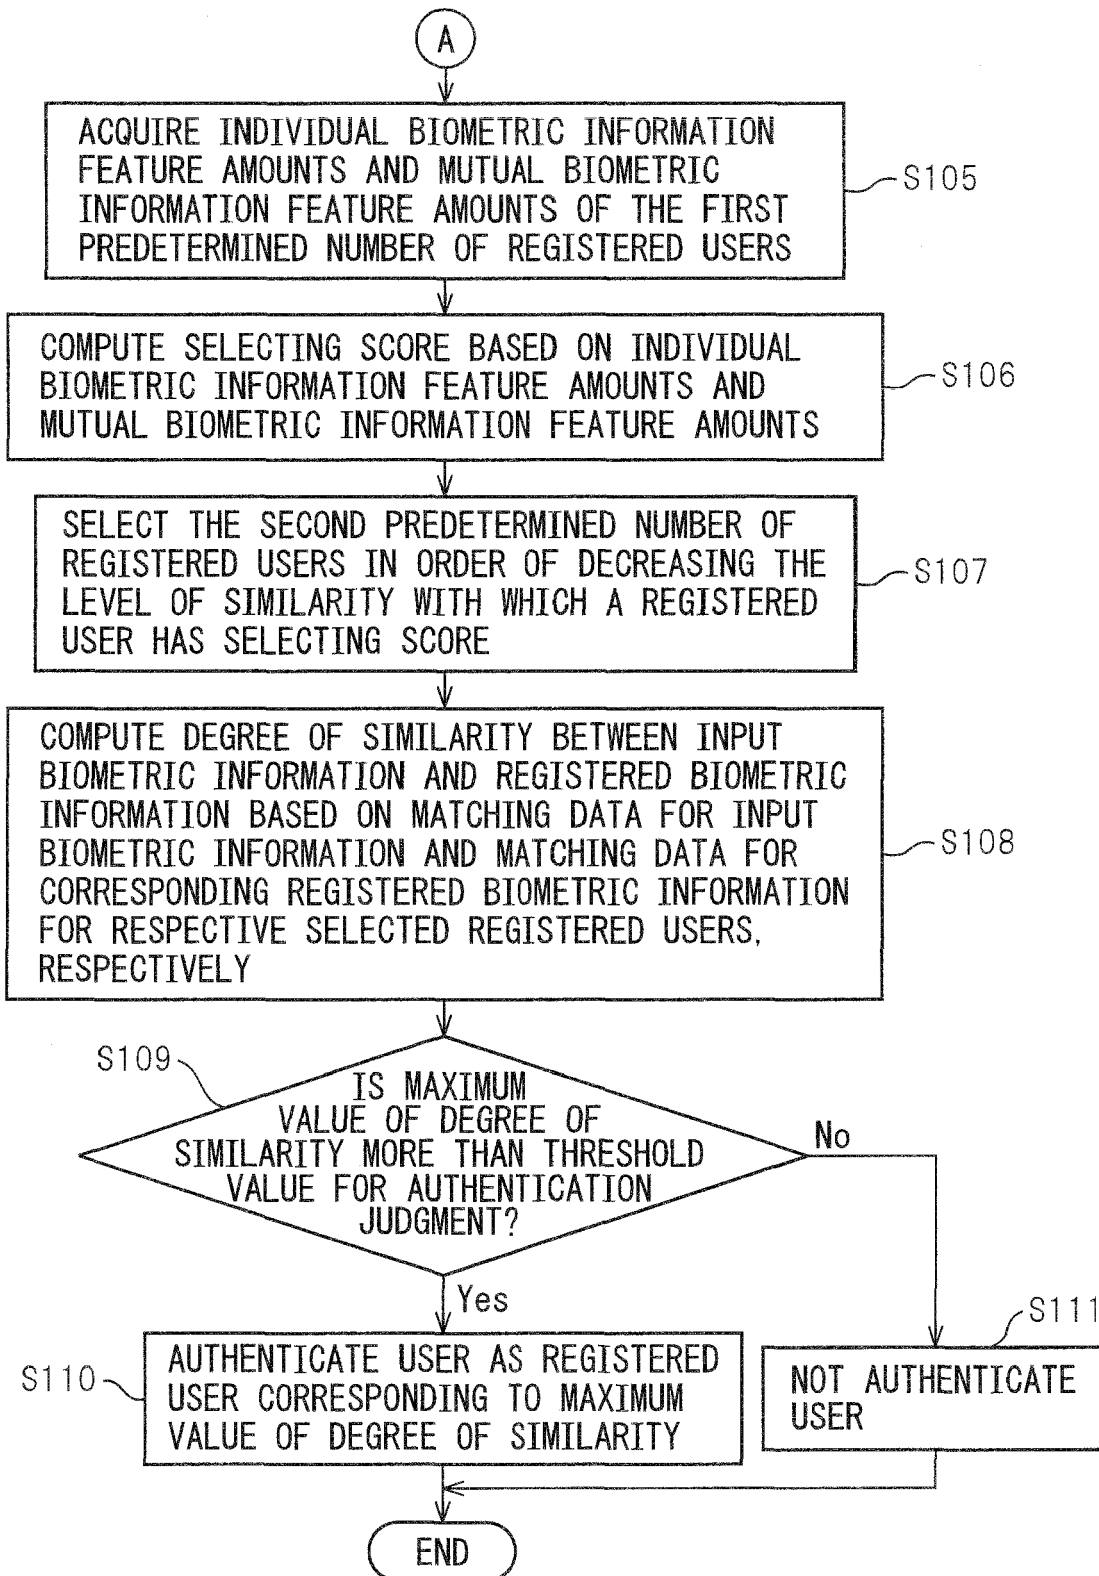 A
ACQUIRE INDIVIDUAL BIOMETRIC INFORMATION
FEATURE AMOUNTS AND MUTUAL BIOMETRIC
INFORMATION FEATURE AMOUNTS OF THE FIRST
PREDETERMINED NUMBER OF REGISTERED USERS
S105
COMPUTE SELECTING SCORE BASED ON INDIVIDUAL
BIOMETRIC INFORMATION FEATURE AMOUNTS AND
MUTUAL BIOMETRIC INFORMATION FEATURE AMOUNTS
S106
SELECT THE SECOND PREDETERMINED NUMBER OF
REGISTERED USERS IN ORDER OF DECREASING THE
LEVEL OF SIMILARITY WITH WHICH A REGISTERED
USER HAS SELECTING SCORE
S107
COMPUTE DEGREE OF SIMILARITY BETWEEN INPUT
BIOMETRIC INFORMATION AND REGISTERED BIOMETRIC
INFORMATION BASED ON MATCHING DATA FOR INPUT
BIOMETRIC INFORMATION AND MATCHING DATA FOR
CORRESPONDING REGISTERED BIOMETRIC INFORMATION
FOR RESPECTIVE SELECTED REGISTERED USERS,
RESPECTIVELY
S108
S109
IS MAXIMUM
VALUE OF DEGREE OF
SIMILARITY MORE THAN THRESHOLD
VALUE FOR AUTHENTICATION
JUDGMENT?
No
Yes
S110
AUTHENTICATE USER AS REGISTERED
USER CORRESPONDING TO MAXIMUM
VALUE OF DEGREE OF SIMILARITY
S111
NOT AUTHENTICATE
USER
END